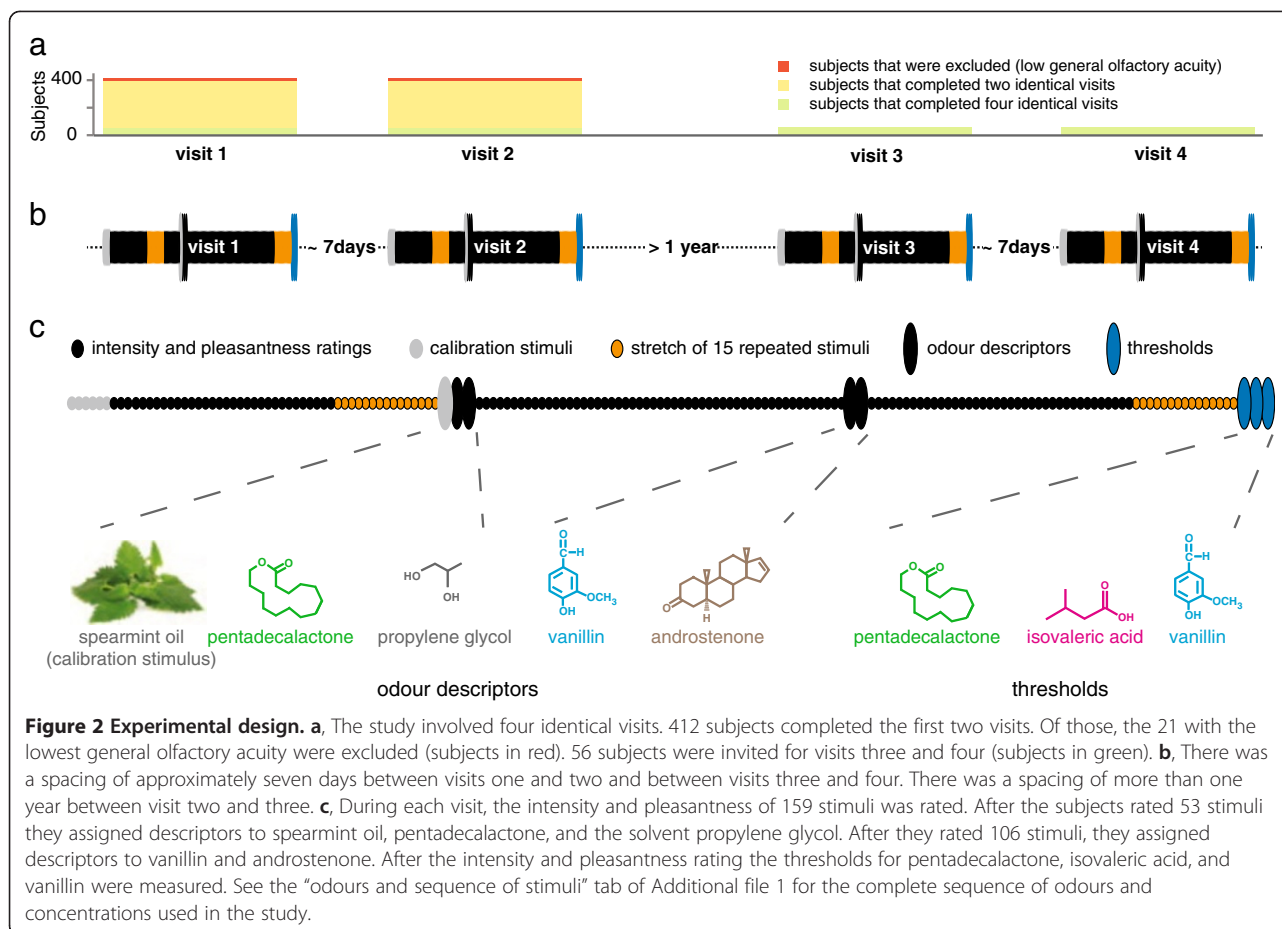 a
Subjects
400
0
subjects that were excluded (low general olfactory acuity)
subjects that completed two identical visits
subjects that completed four identical visits
visit 1
visit 2
visit 3
visit 4
b
visit 1
~ 7days
visit 2
> 1 year
visit 3
~ 7days
visit 4
c
intensity and pleasantness ratings
calibration stimuli
stretch of 15 repeated stimuli
odour descriptors
thresholds
O
O
HO
OH
O
C–H
OCH3
OH
O
H
O
O
O
OH
O
C–H
OCH3
OH
spearmint oil
(calibration stimulus)
pentadecalactone
propylene glycol
vanillin
androstenone
pentadecalactone
isovaleric acid
vanillin
odour descriptors
thresholds
Figure 2 Experimental design. a, The study involved four identical visits. 412 subjects completed the first two visits. Of those, the 21 with the
lowest general olfactory acuity were excluded (subjects in red). 56 subjects were invited for visits three and four (subjects in green). b, There was
a spacing of approximately seven days between visits one and two and between visits three and four. There was a spacing of more than one
year between visit two and three. c, During each visit, the intensity and pleasantness of 159 stimuli was rated. After the subjects rated 53 stimuli
they assigned descriptors to spearmint oil, pentadecalactone, and the solvent propylene glycol. After they rated 106 stimuli, they assigned
descriptors to vanillin and androstenone. After the intensity and pleasantness rating the thresholds for pentadecalactone, isovaleric acid, and
vanillin were measured. See the “odours and sequence of stimuli” tab of Additional file 1 for the complete sequence of odours and
concentrations used in the study.